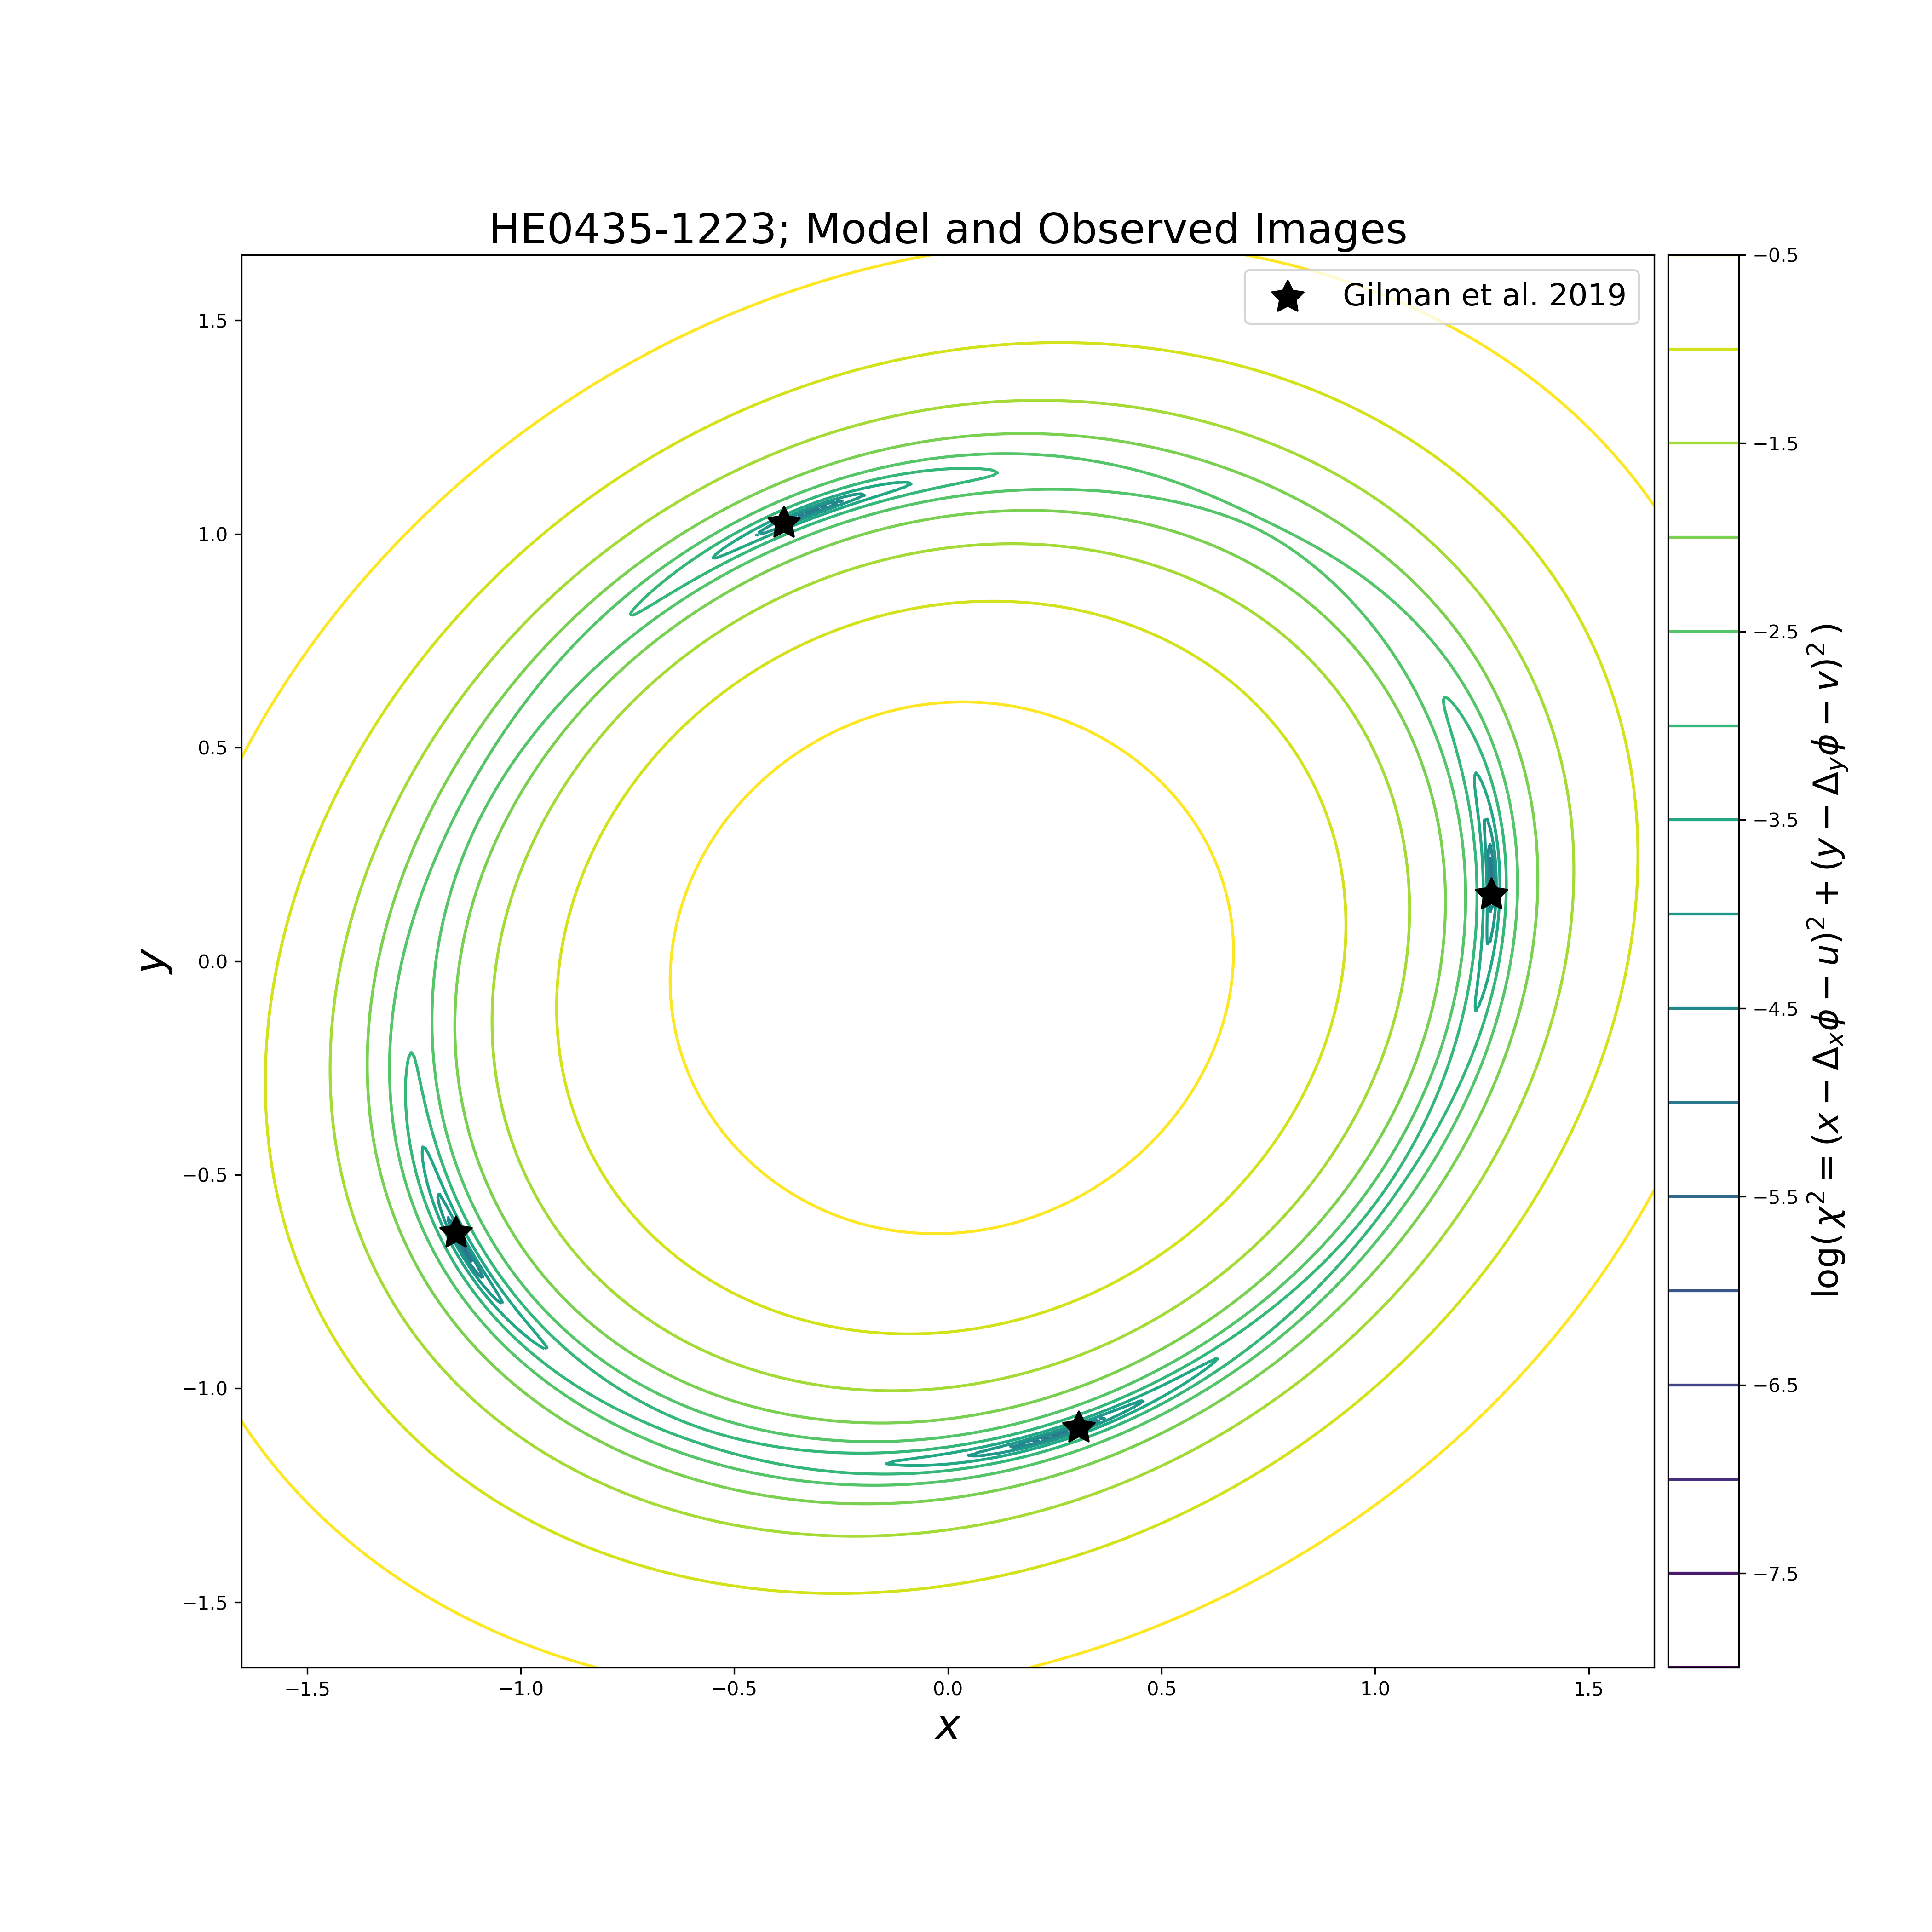 HE0435-1223; Model and Observed Images
Gilman et al. 2019
y
1.5
1.0
0.5
0.0
−0.5
−1.0
−1.5
−1.5 −1.0 −0.5 0.0 0.5 1.0 1.5
x
−0.5
−1.5
−2.5
−3.5
−4.5
−5.5
−6.5
−7.5
log(χ² = (x − Δₓϕ − u)² + (y − Δᵧϕ − v)²)